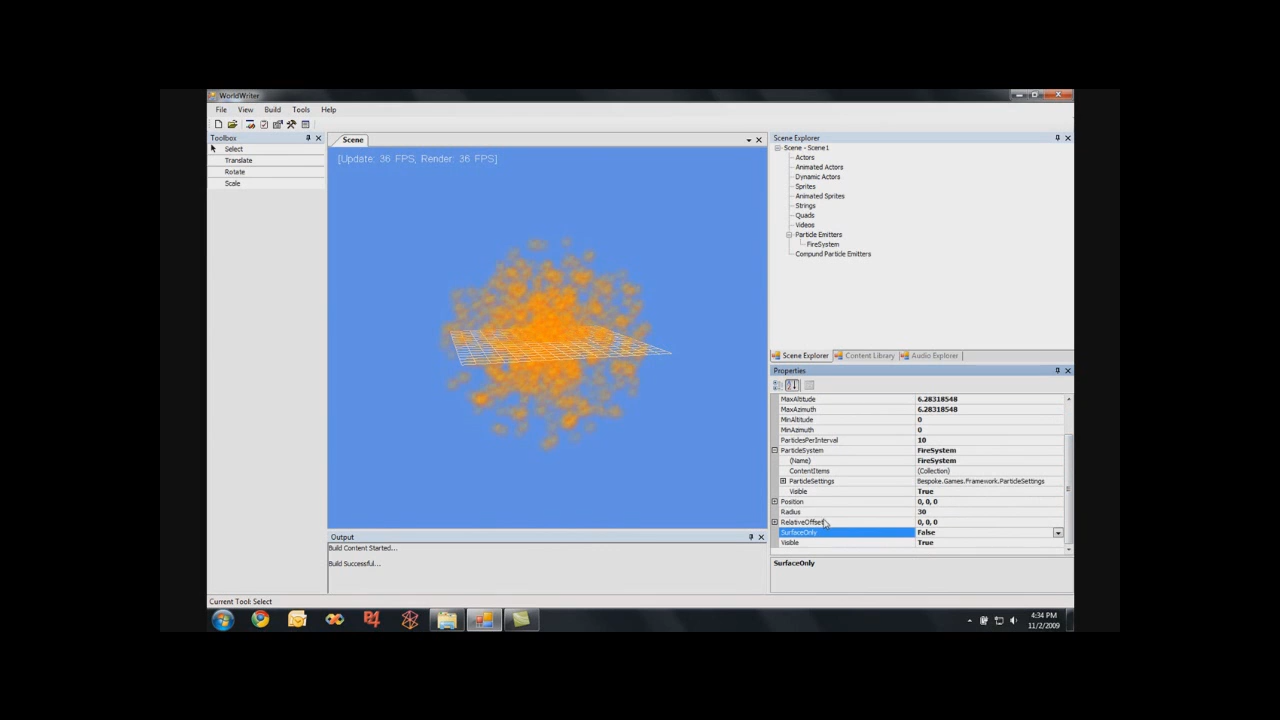 WorldWriter
File View Build Tools Help
Toolbox
Select
Translate
Rotate
Scale
Scene
[Update: 36 FPS, Render: 36 FPS]
Output
Build Content Started...
Build Successful...
Scene Explorer
Scene - Scene1
Actors
Animated Actors
Dynamic Actors
Sprites
Animated Sprites
Strings
Quads
Videos
Particle Emitters
FireSystem
Compund Particle Emitters
Scene Explorer Content Library Audio Explorer
Properties
MaxAltitude 6.28318548
MaxAzimuth 6.28318548
MinAltitude 0
MinAzimuth 0
ParticlesPerInterval 10
ParticleSystem FireSystem
(Name) FireSystem
ContentItems (Collection)
ParticleSettings Bespoke.Games.Framework.ParticleSettings
Visible True
Position 0, 0, 0
Radius 30
RelativeOffset 0, 0, 0
SurfaceOnly False
Visible True
SurfaceOnly
Current Tool: Select
4:34 PM
11/2/2009